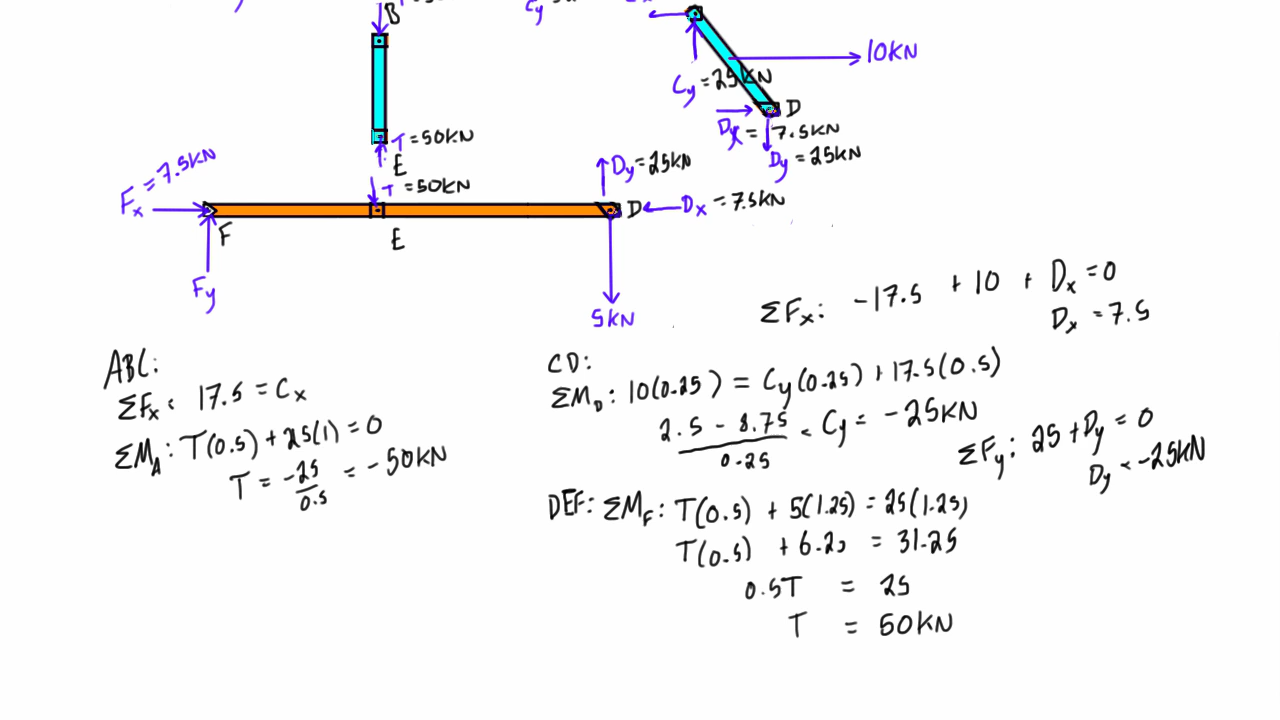 B
10KN
Cy = 25KN
D
Dx = 7.5KN
Dy = 25KN
T = 50KN
E
T = 50KN
Dy = 25KN
Fx = 7.5KN
D
Dx = 7.5KN
F
E
Fy
5KN
ΣFx: -17.5 + 10 + Dx = 0
Dx = 7.5
ABC:
ΣFx: 17.5 = Cx
ΣMA: T(0.5) + 25(1) = 0
T = -25/0.5 = -50KN
CD:
ΣMD: 10(0.25) = Cy(0.25) + 17.5(0.5)
2.5 - 8.75 / 0.25 = Cy = -25KN
ΣFy: 25 + Dy = 0
Dy = -25KN
DEF: ΣMF: T(0.5) + 5(1.25) = 25(1.25)
T(0.5) + 6.25 = 31.25
0.5T = 25
T = 50KN